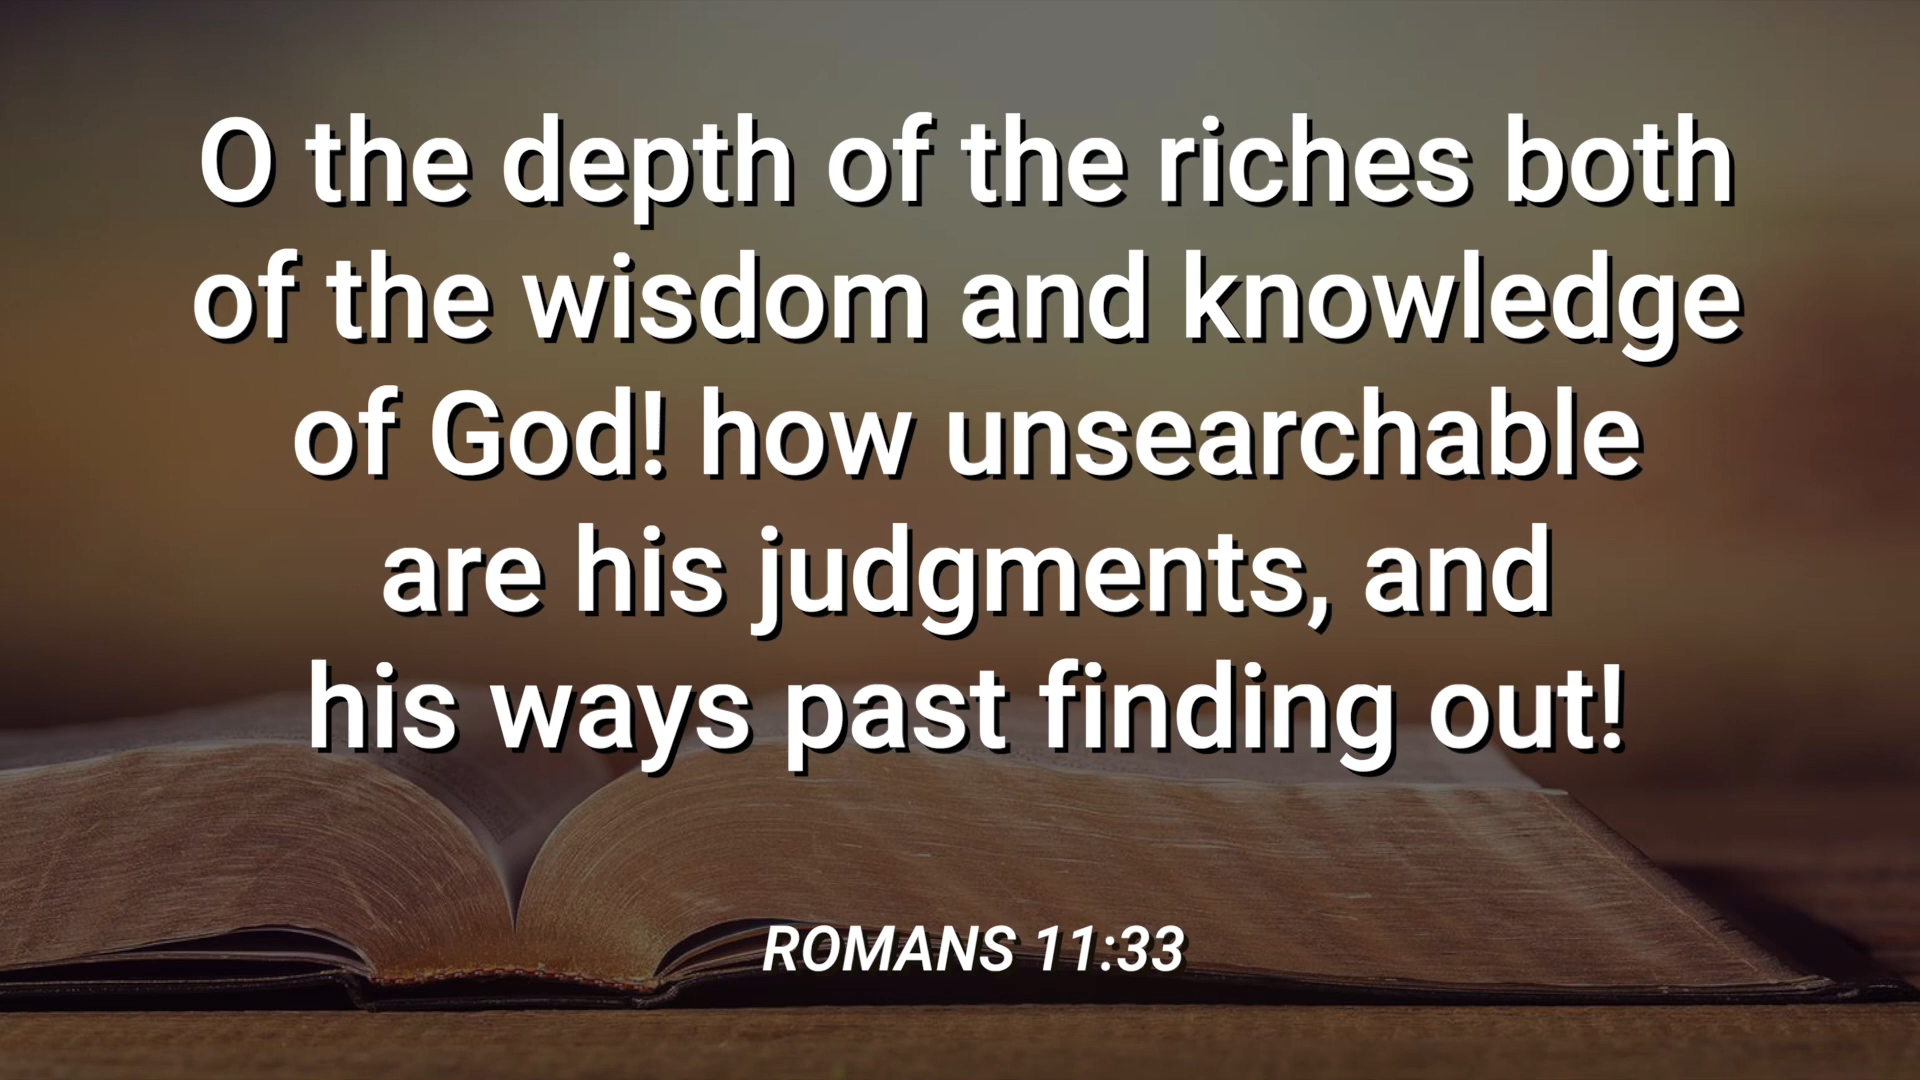 O the depth of the riches both
of the wisdom and knowledge
of God! how unsearchable
are his judgments, and
his ways past finding out!
ROMANS 11:33